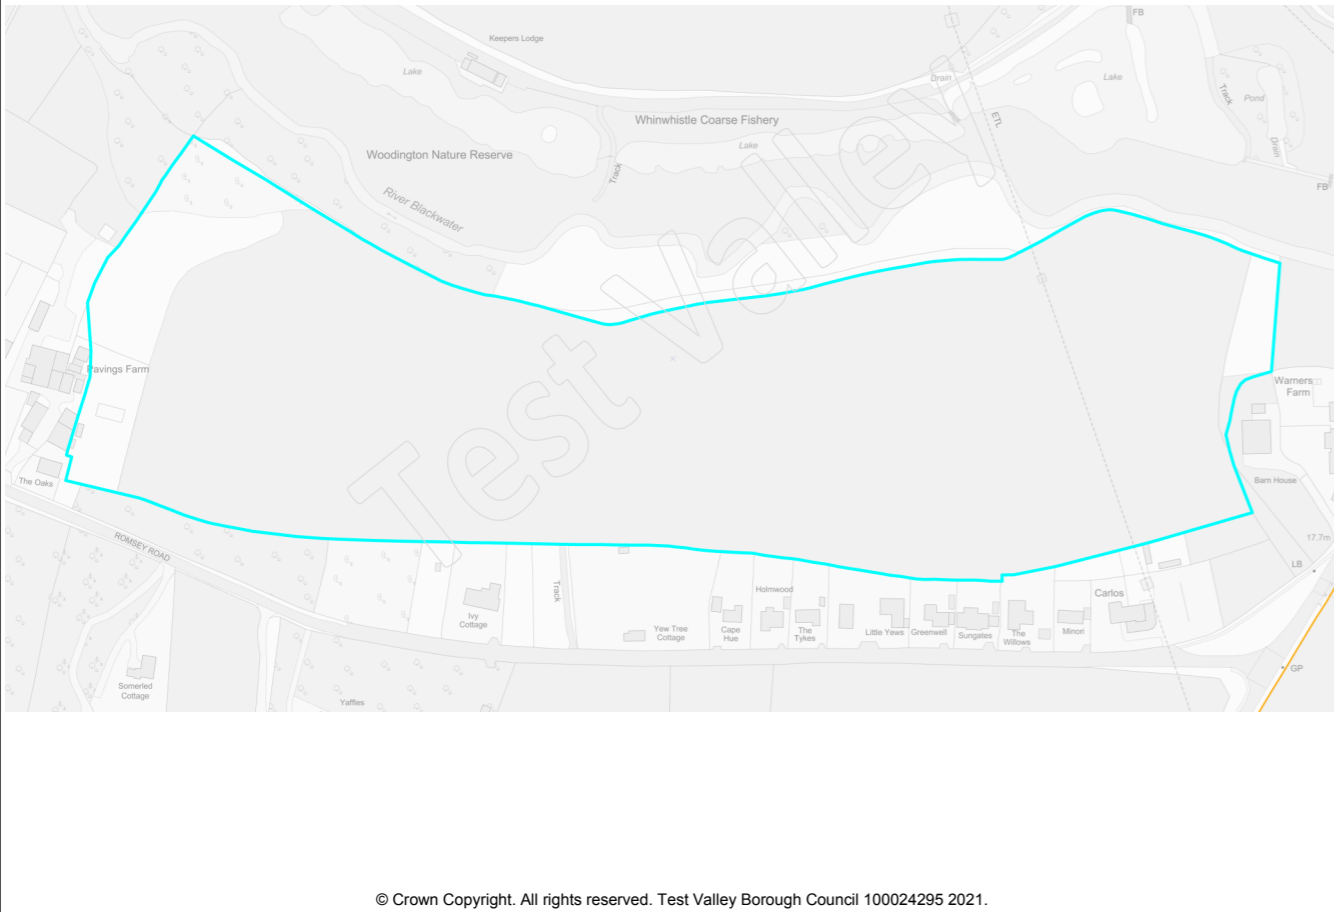 FB
Keepers Lodge
Lake
Drain
Lake
Track
Pond
ETL
Whinwhistle Coarse Fishery
Lake
Drain
Woodington Nature Reserve
Track
FB
River Blackwater
Test Valley
Pavings Farm
Warners
Farm
The Oaks
Barn House
ROMSEY ROAD
17.7m
LB
Track
Holmwood
Carlos
Ivy
Cottage
Yew Tree
Cottage
Cape
Hue
The
Tykes
Little Yews
Greenwell
Sungates
The
Willows
Minori
GP
Somerled
Cottage
Yaffles
© Crown Copyright. All rights reserved. Test Valley Borough Council 100024295 2021.